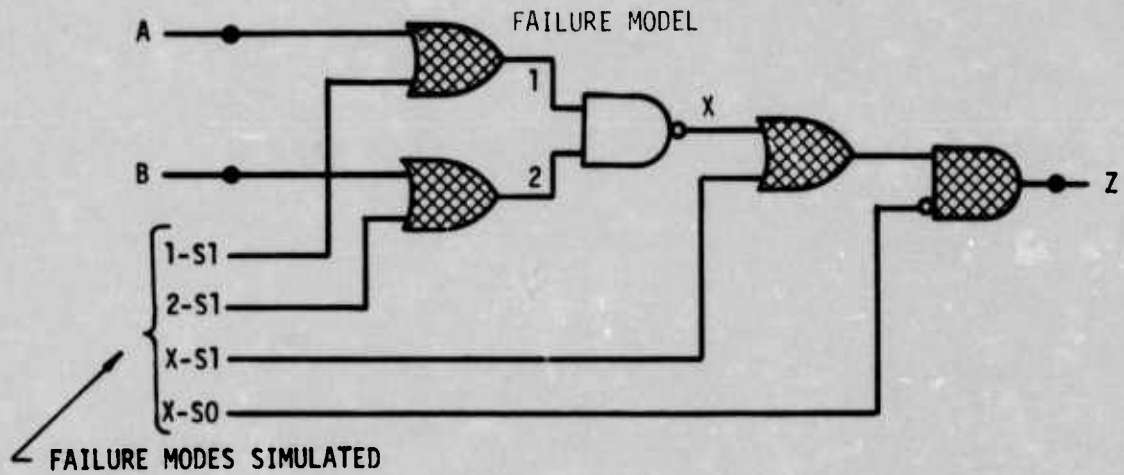 FAILURE MODEL
A
1
X
B
2
Z
1-S1
2-S1
X-S1
X-S0
FAILURE MODES SIMULATED